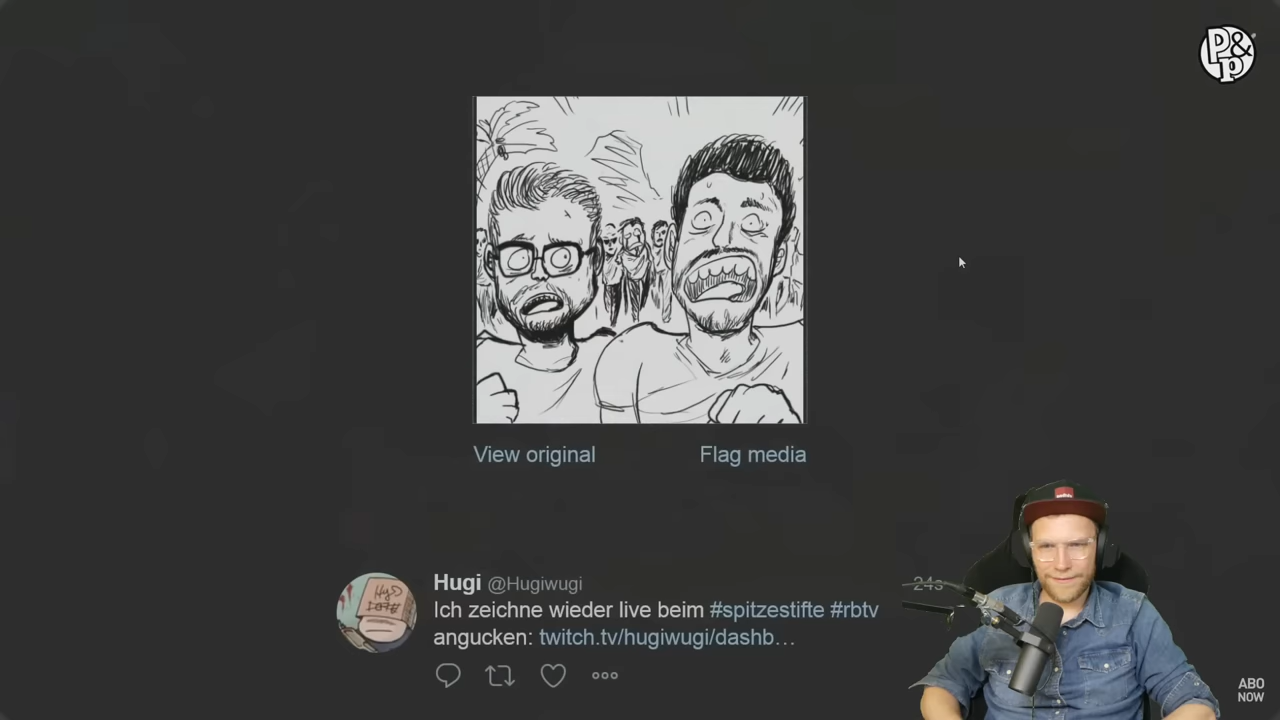 P&P
View original Flag media
Hugi @Hugiwugi 24s
Ich zeichne wieder live beim #spitzestifte #rbtv
angucken: twitch.tv/hugiwugi/dashb…
ABO
NOW